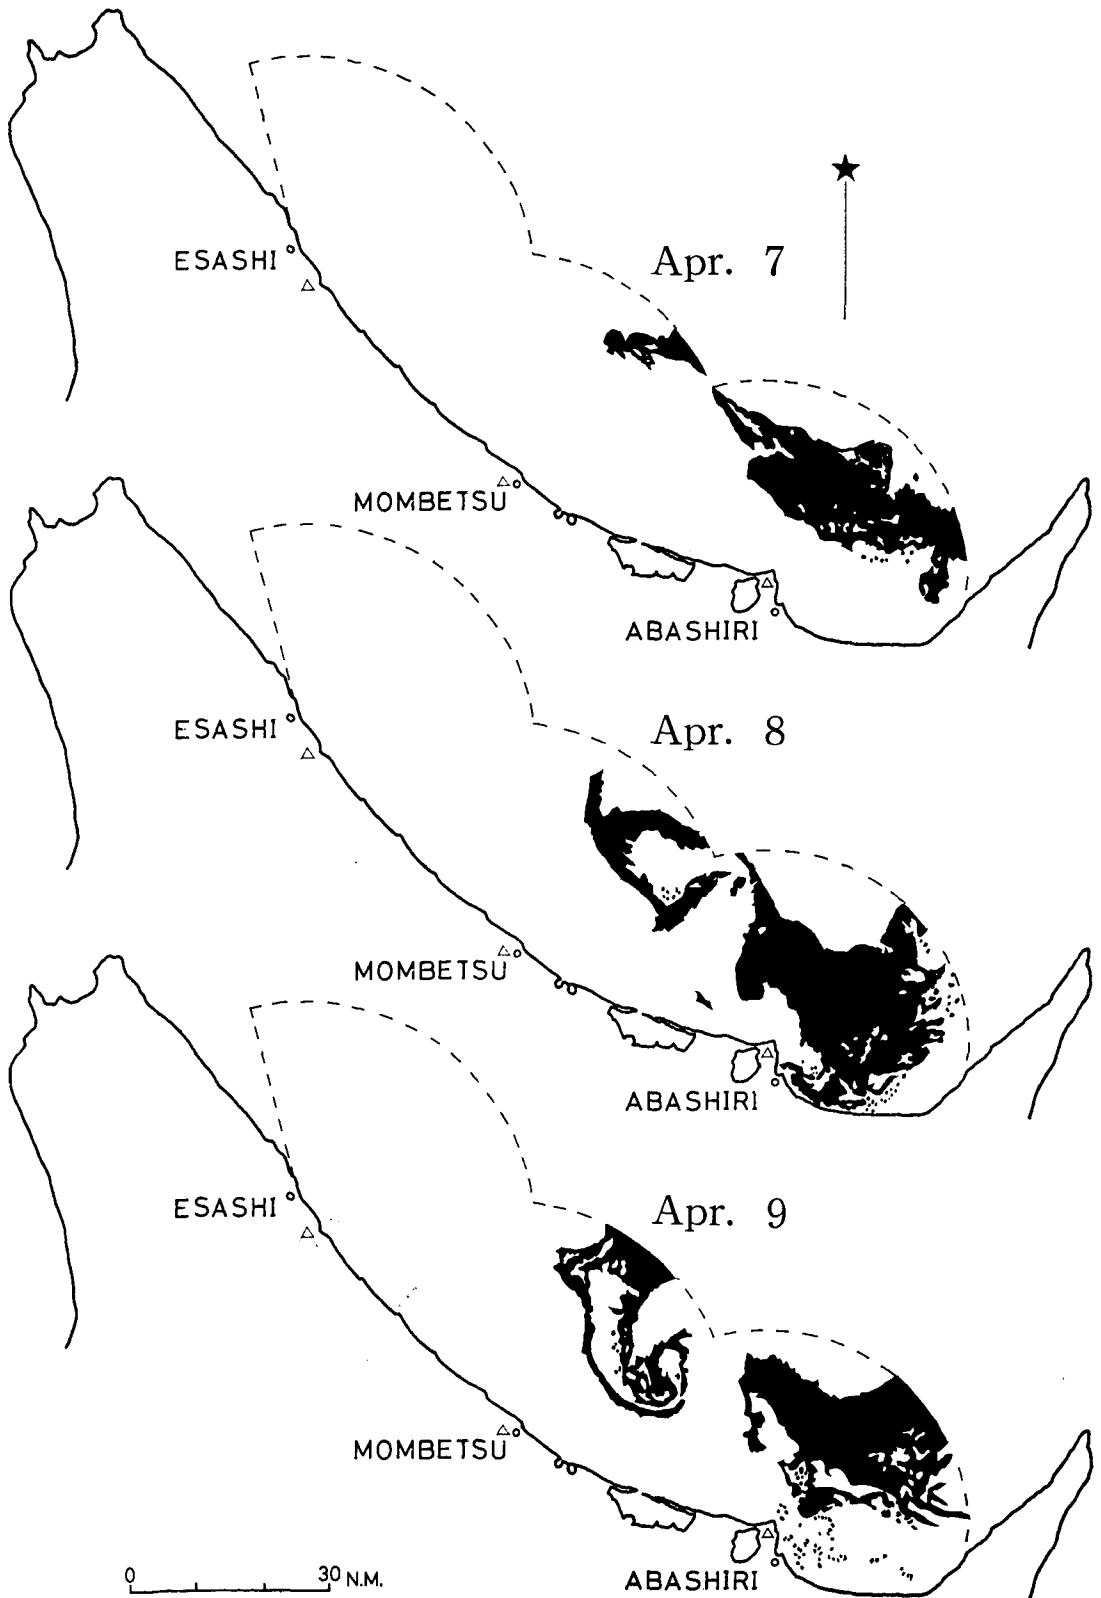 Apr. 7
ESASHI
MOMBETSU
ABASHIRI
Apr. 8
ESASHI
MOMBETSU
ABASHIRI
Apr. 9
ESASHI
MOMBETSU
ABASHIRI
0 30 N.M.